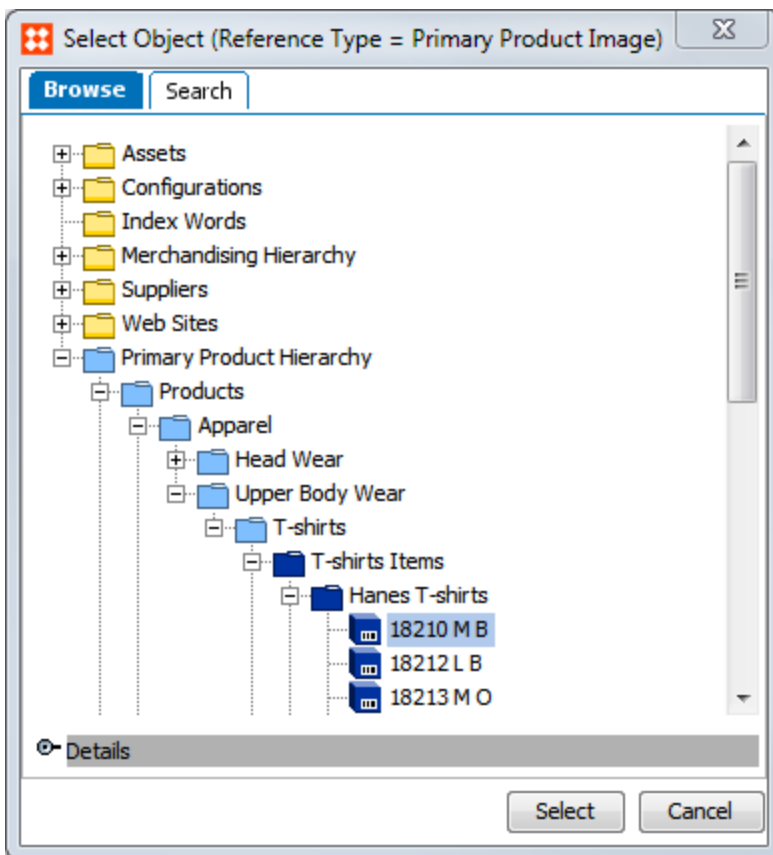 Select Object (Reference Type = Primary Product Image)
Browse
Search
Assets
Configurations
Index Words
Merchandising Hierarchy
Suppliers
Web Sites
Primary Product Hierarchy
Products
Apparel
Head Wear
Upper Body Wear
T-shirts
T-shirts Items
Hanes T-shirts
18210 M B
18212 L B
18213 M O
Details
Select
Cancel